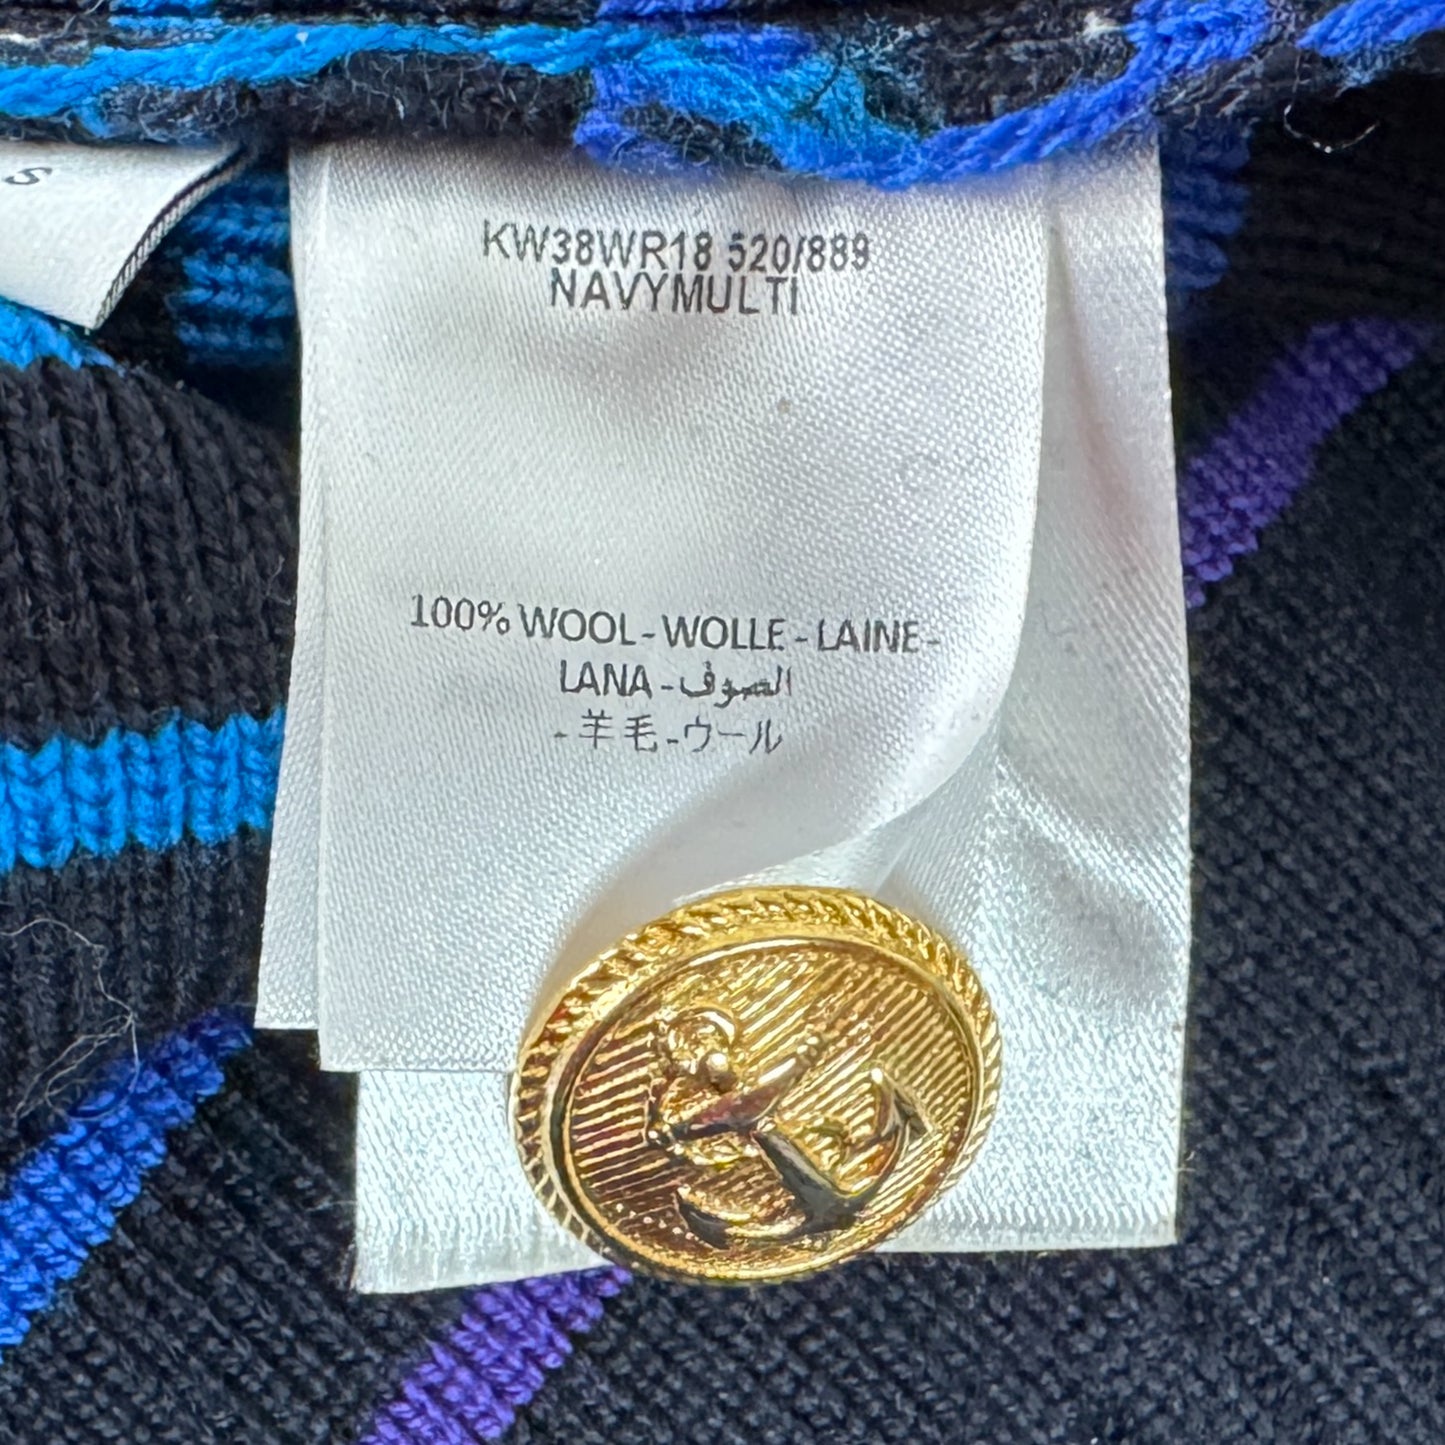 S
KW38WR18 520/889
NAVYMULTI
100% WOOL - WOLLE - LAINE -
LANA - الصوف
- 羊毛 - ウール